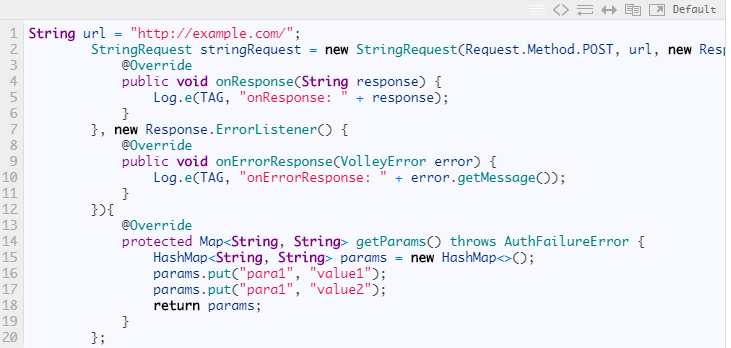 Default
1 String url = "http://example.com/";
2 StringRequest stringRequest = new StringRequest(Request.Method.POST, url, new Resp
3 @Override
4 public void onResponse(String response) {
5 Log.e(TAG, "onResponse: " + response);
6 }
7 }, new Response.ErrorListener() {
8 @Override
9 public void onErrorResponse(VolleyError error) {
10 Log.e(TAG, "onErrorResponse: " + error.getMessage());
11 }
12 }){
13 @Override
14 protected Map<String, String> getParams() throws AuthFailureError {
15 HashMap<String, String> params = new HashMap<>();
16 params.put("para1", "value1");
17 params.put("para1", "value2");
18 return params;
19 }
20 };